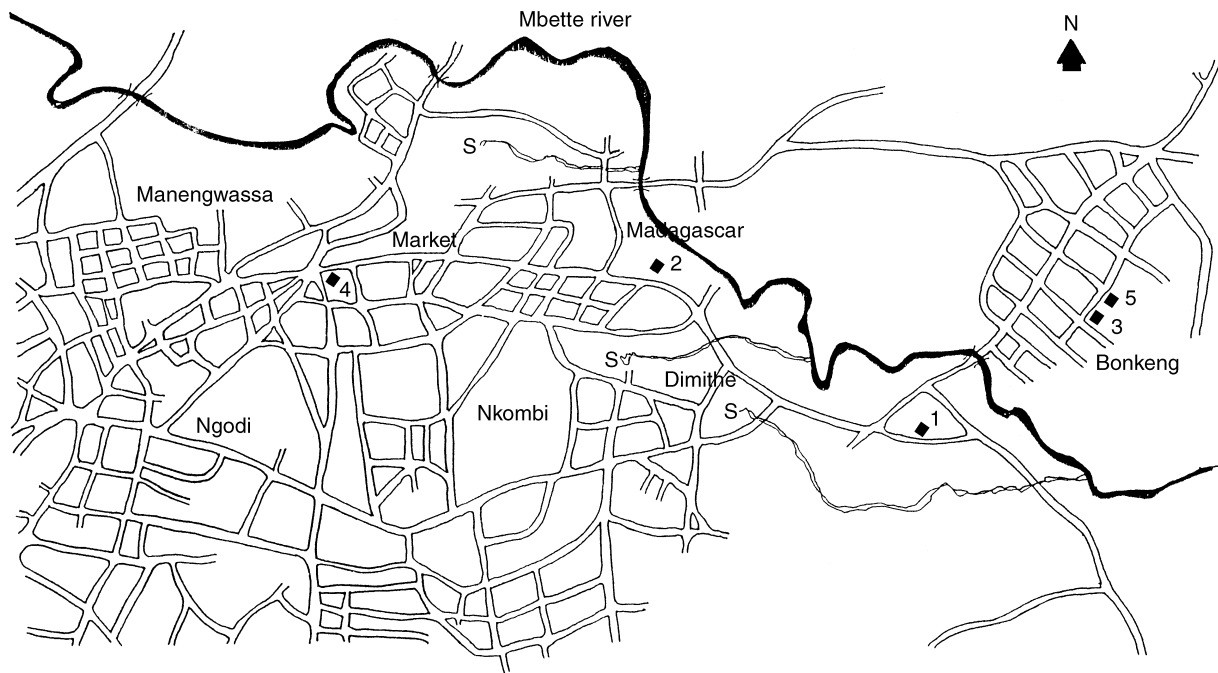 Mbette river
N
S
Manengwassa
Market
Madagascar
2
4
5
3
S
Bonkeng
Dimithe
S
Nkombi
1
Ngodi